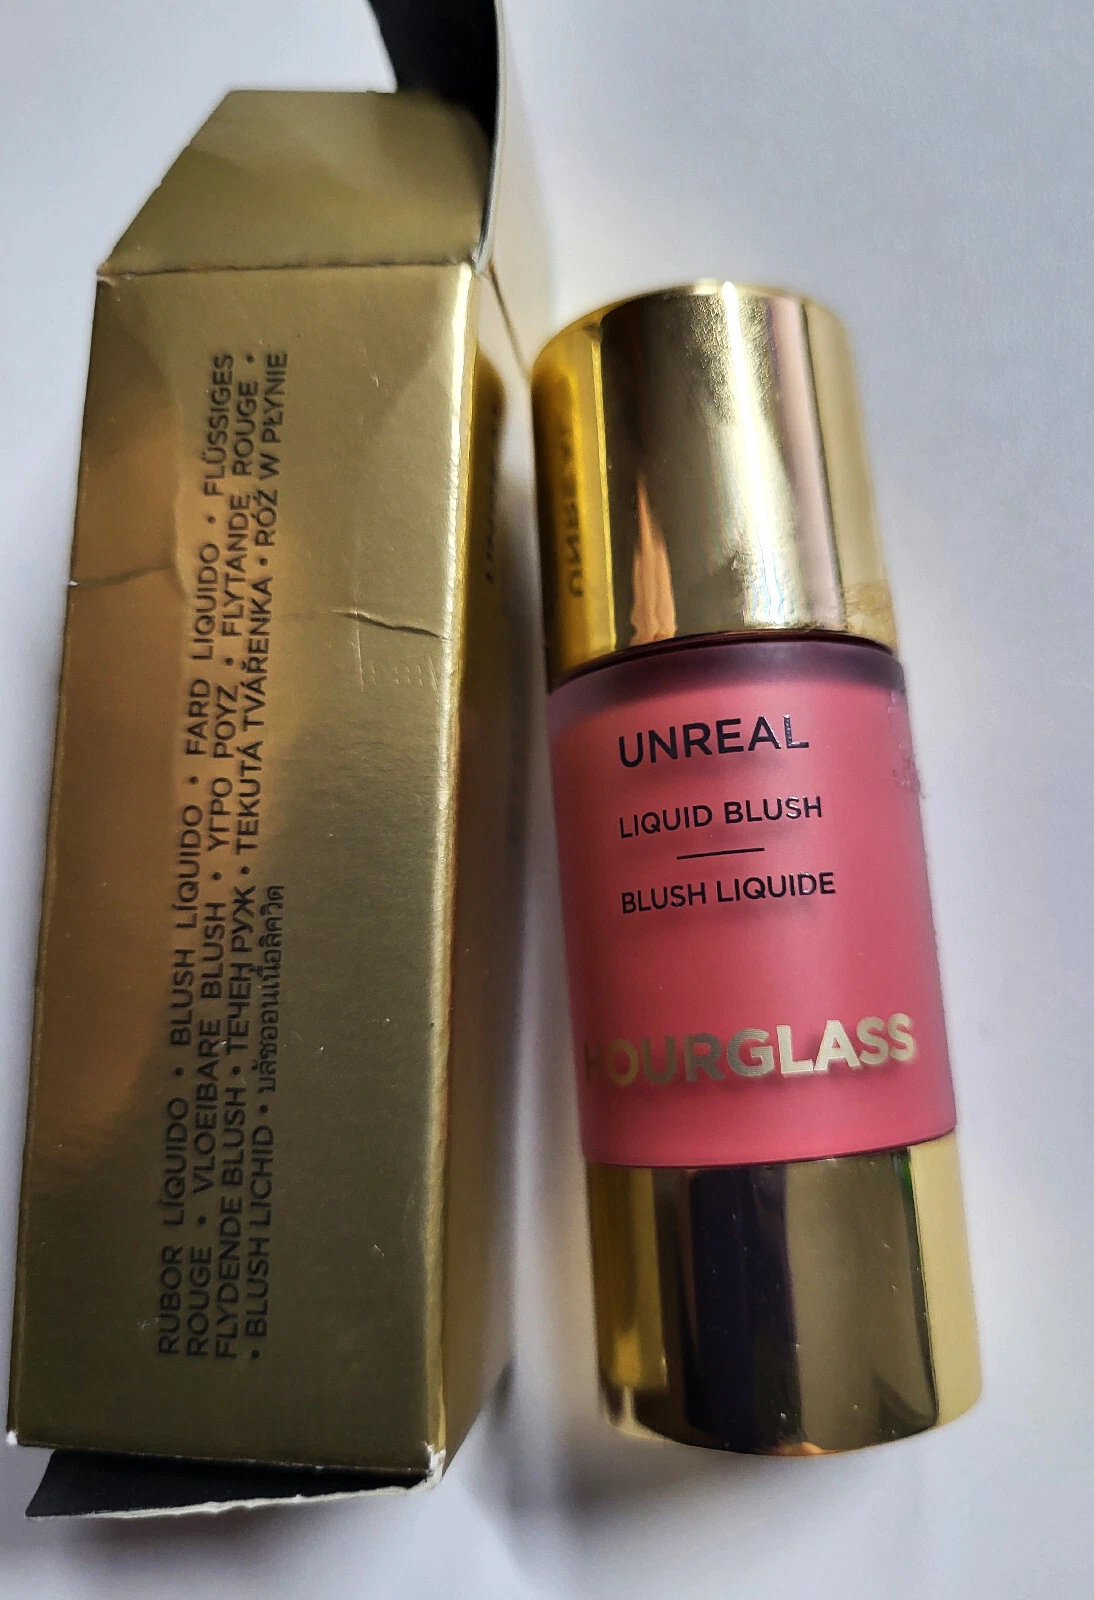 RUBOR LÍQUIDO • BLUSH LÍQUIDO • FARD LIQUIDO • FLÜSSIGES
ROUGE • VLOEIBARE BLUSH • ΥΓΡΟ ΡΟΥΖ • FLYTANDE ROUGE •
FLYDENDE BLUSH • ТЕЧЕН РУЖ • TEKUTÁ TVÁŘENKA • RÓŻ W PŁYNIE
• BLUSH LICHID • บลัชออนเนื้อลิควิด
UNREAL
LIQUID BLUSH
BLUSH LIQUIDE
HOURGLASS